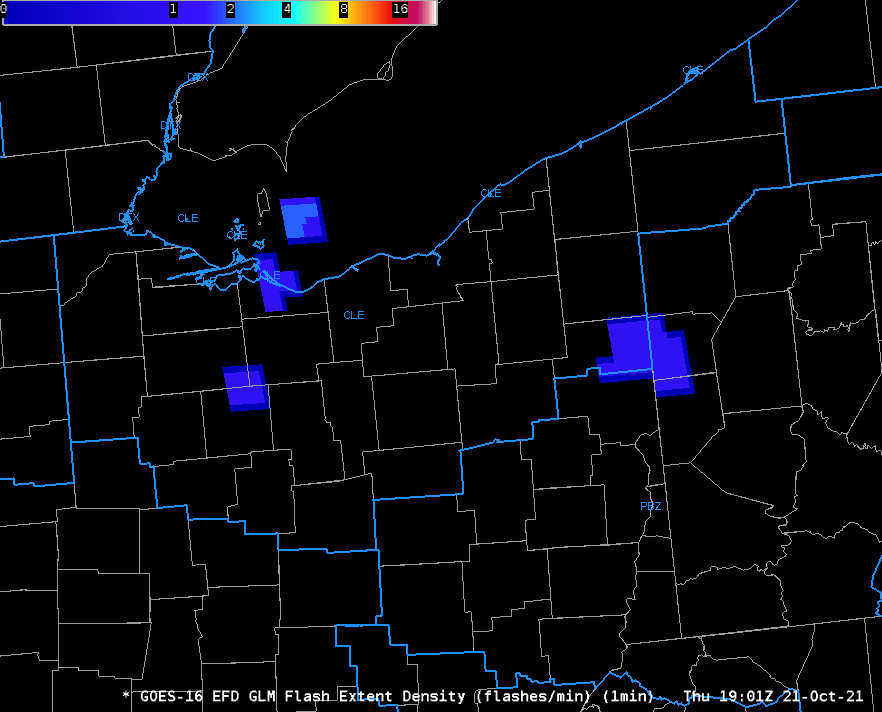 0 1 2 4 8 16
CLE
DTX
DTX
CLE
DTX CLE
CLE
CLE
CLE
CLE
PBZ
* GOES-16 EFD GLM Flash Extent Density (flashes/min) (1min) Thu 19:01Z 21-Oct-21